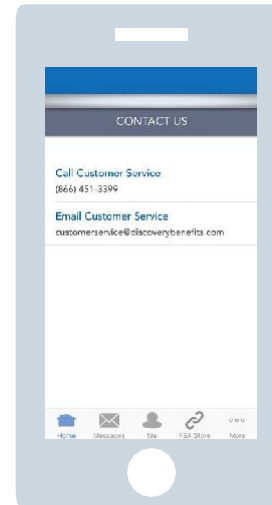 CONTACT US
Call Customer Service
(866) 451-3399
Email Customer Service
customerservice@discoverybenefits.com
Home Messages Me FSA Store More